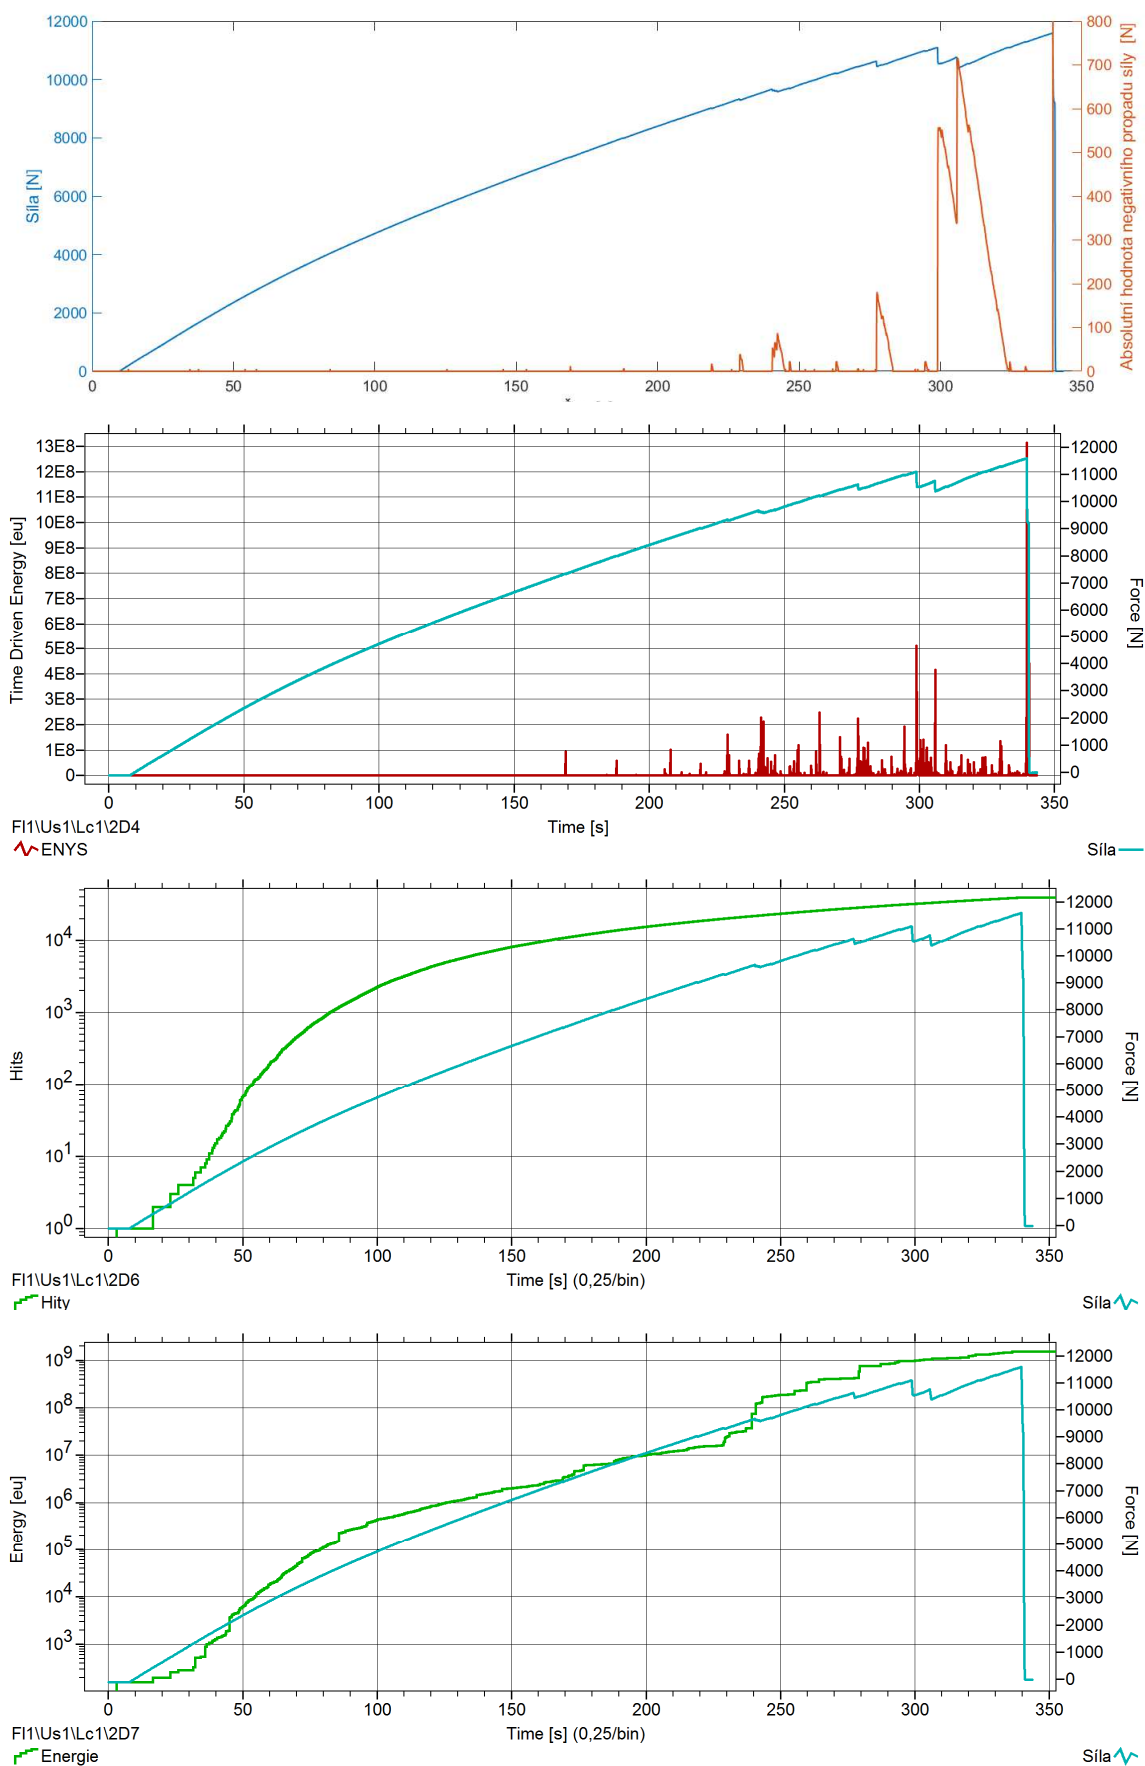 12000
10000
8000
6000
4000
2000
0
Síla [N]
800
700
600
500
400
300
200
100
0
Absolutní hodnota negativního propadu síly [N]
0 50 100 150 200 250 300 350
13E8
12E8
11E8
10E8
9E8
8E8
7E8
6E8
5E8
4E8
3E8
2E8
1E8
0
Time Driven Energy [eu]
12000
11000
10000
9000
8000
7000
6000
5000
4000
3000
2000
1000
0
Force [N]
0 50 100 150 200 250 300 350
FI1\Us1\Lc1\2D4 Time [s]
ENYS Síla
10^4
10^3
10^2
10^1
10^0
Hits
12000
11000
10000
9000
8000
7000
6000
5000
4000
3000
2000
1000
0
Force [N]
0 50 100 150 200 250 300 350
FI1\Us1\Lc1\2D6 Time [s] (0,25/bin)
Hity Síla
10^9
10^8
10^7
10^6
10^5
10^4
10^3
Energy [eu]
12000
11000
10000
9000
8000
7000
6000
5000
4000
3000
2000
1000
0
Force [N]
0 50 100 150 200 250 300 350
FI1\Us1\Lc1\2D7 Time [s] (0,25/bin)
Energie Síla